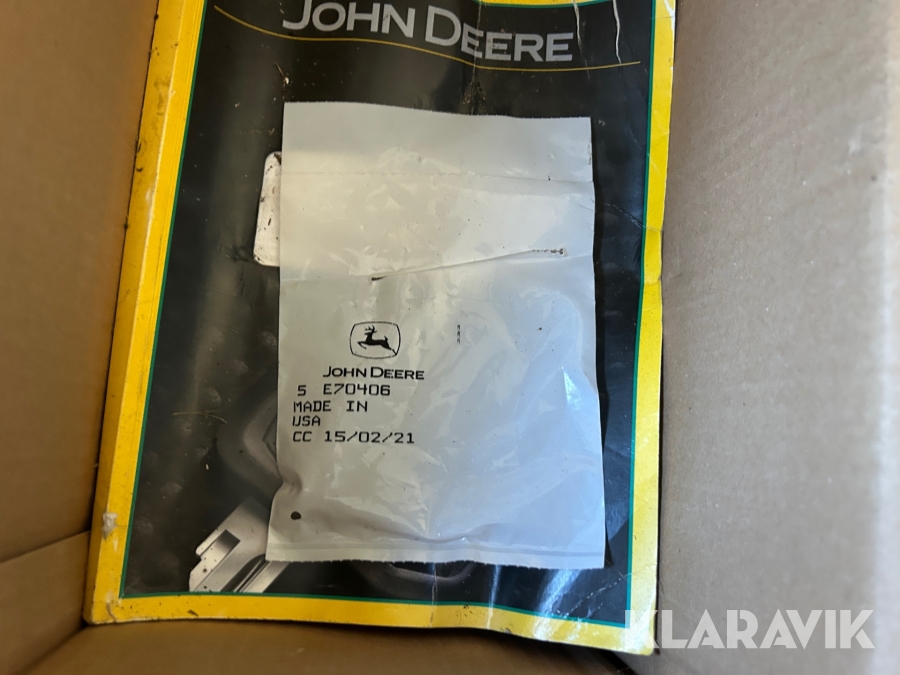 JOHN DEERE
JOHN DEERE
5 E70406
MADE IN
USA
CC 15/02/21
KLARAVIK